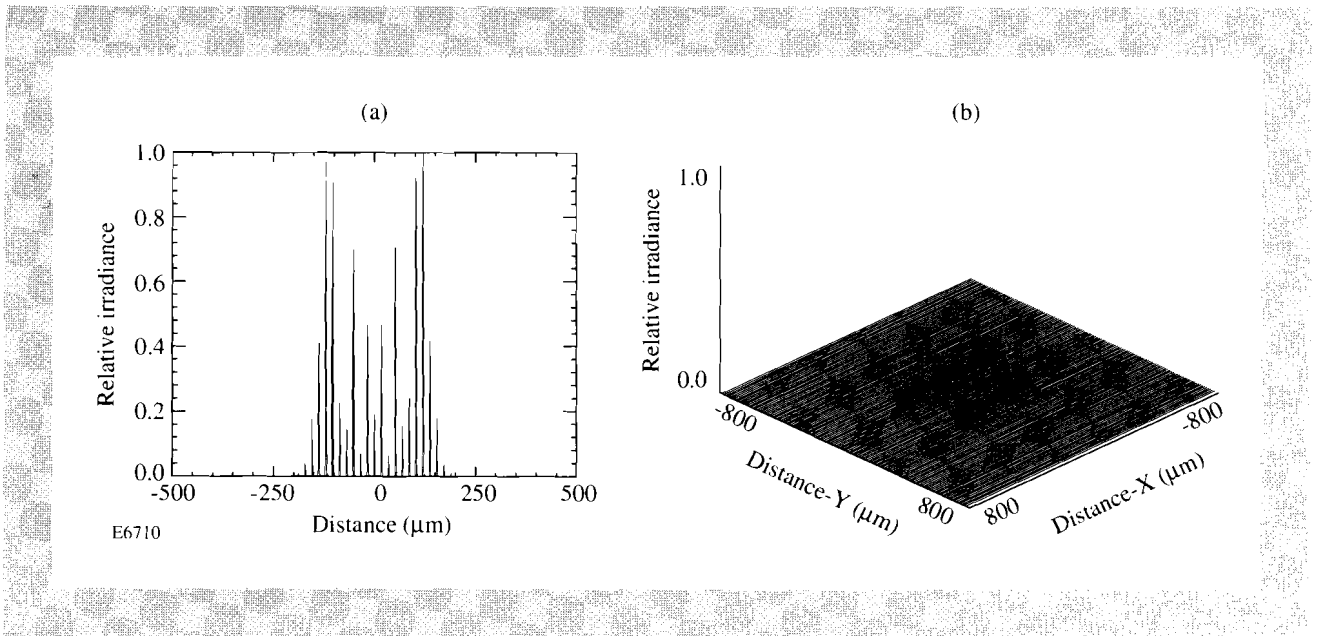 (a)
(b)
Relative irradiance
1.0
0.8
0.6
0.4
0.2
0.0
-500 -250 0 250 500
Distance (μm)
E6710
Relative irradiance
1.0
0.0
-800
Distance-Y (μm)
800
800
Distance-X (μm)
-800